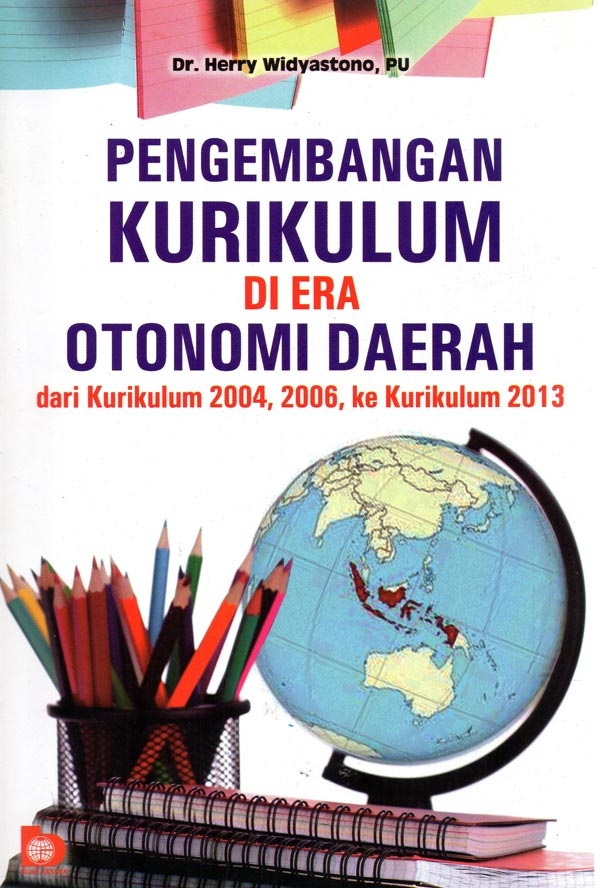 Dr. Herry Widyastono, PU
PENGEMBANGAN
KURIKULUM
DI ERA
OTONOMI DAERAH
dari Kurikulum 2004, 2006, ke Kurikulum 2013